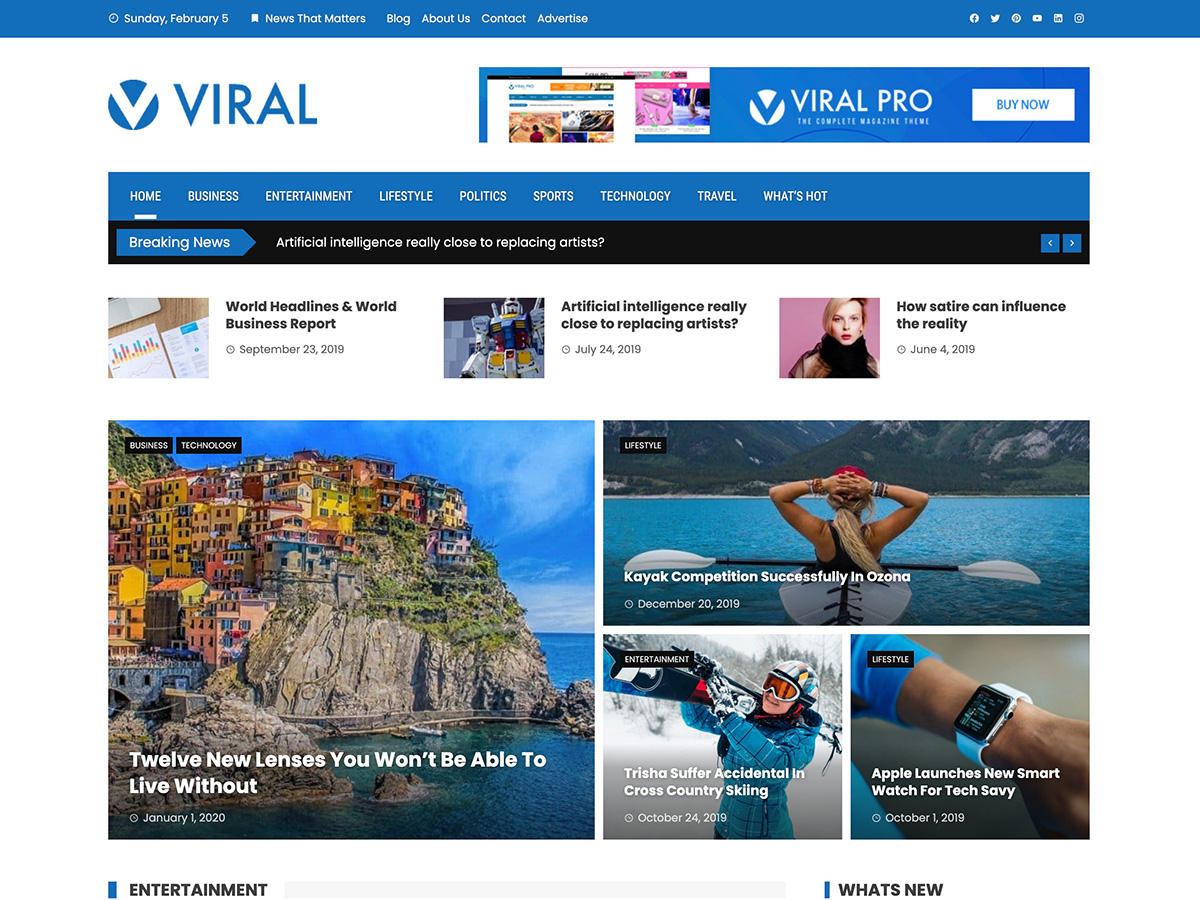 Sunday, February 5 News That Matters Blog About Us Contact Advertise
VIRAL
VIRAL PRO
THE COMPLETE MAGAZINE THEME
BUY NOW
HOME BUSINESS ENTERTAINMENT LIFESTYLE POLITICS SPORTS TECHNOLOGY TRAVEL WHAT'S HOT
Breaking News Artificial intelligence really close to replacing artists?
World Headlines & World
Business Report
September 23, 2019
Artificial intelligence really
close to replacing artists?
July 24, 2019
How satire can influence
the reality
June 4, 2019
BUSINESS TECHNOLOGY
Twelve New Lenses You Won't Be Able To
Live Without
January 1, 2020
LIFESTYLE
Kayak Competition Successfully In Ozona
December 20, 2019
ENTERTAINMENT
Trisha Suffer Accidental In
Cross Country Skiing
October 24, 2019
LIFESTYLE
Apple Launches New Smart
Watch For Tech Savy
October 1, 2019
ENTERTAINMENT
WHATS NEW